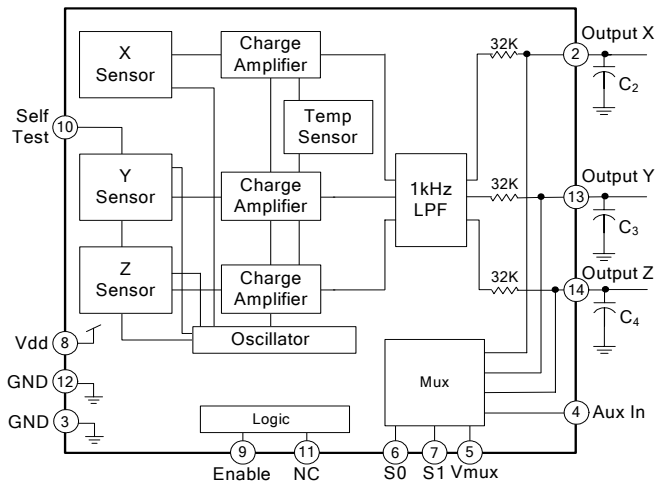 X
Sensor
Charge
Amplifier
32K
2
Output X
C2
Self
Test
10
Temp
Sensor
Y
Sensor
Charge
Amplifier
1kHz
LPF
32K
13
Output Y
C3
Z
Sensor
Charge
Amplifier
32K
14
Output Z
C4
Oscillator
Vdd
8
GND
12
GND
3
Mux
4
Aux In
Logic
9
11
6
7
5
Enable
NC
S0
S1
Vmux